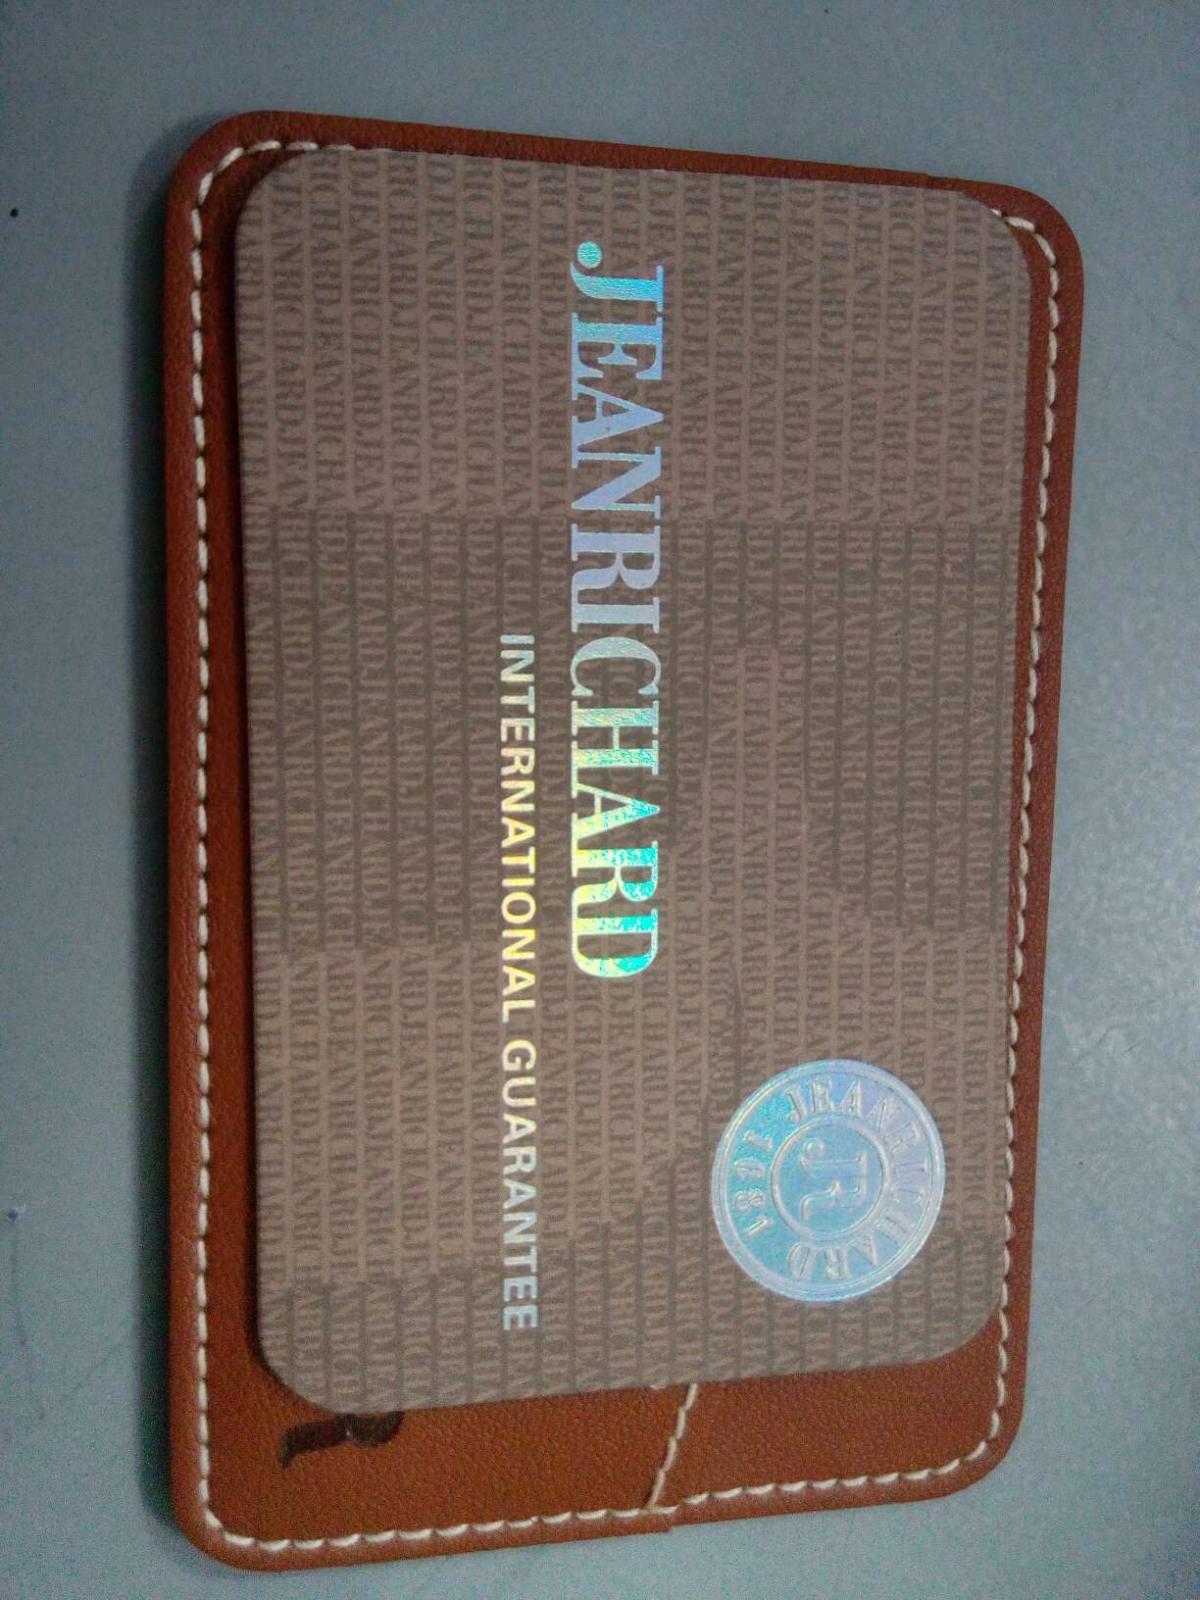 JEANRICHARD
INTERNATIONAL GUARANTEE
JEANRICHARD
JR
1681